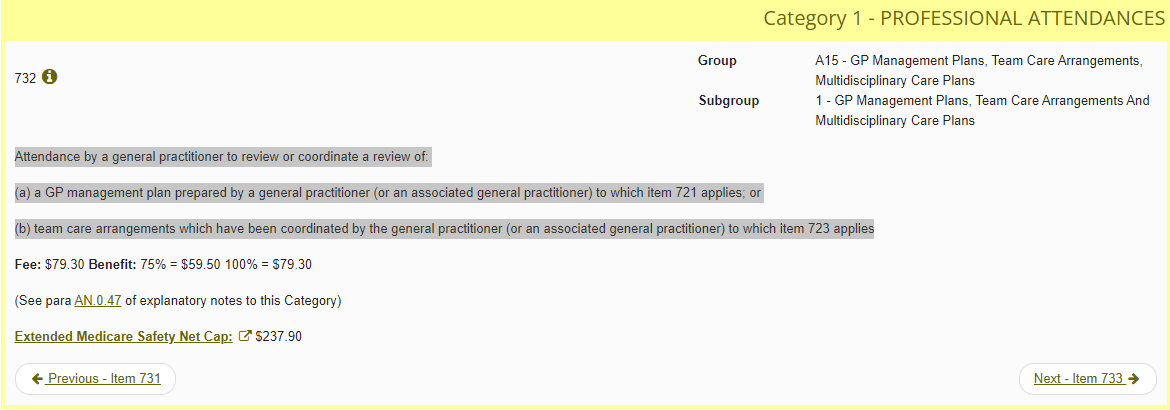 Category 1 - PROFESSIONAL ATTENDANCES
732
Group A15 - GP Management Plans, Team Care Arrangements,
Multidisciplinary Care Plans
Subgroup 1 - GP Management Plans, Team Care Arrangements And
Multidisciplinary Care Plans
Attendance by a general practitioner to review or coordinate a review of:
(a) a GP management plan prepared by a general practitioner (or an associated general practitioner) to which item 721 applies; or
(b) team care arrangements which have been coordinated by the general practitioner (or an associated general practitioner) to which item 723 applies
Fee: $79.30 Benefit: 75% = $59.50 100% = $79.30
(See para AN.0.47 of explanatory notes to this Category)
Extended Medicare Safety Net Cap: $237.90
Previous - Item 731
Next - Item 733